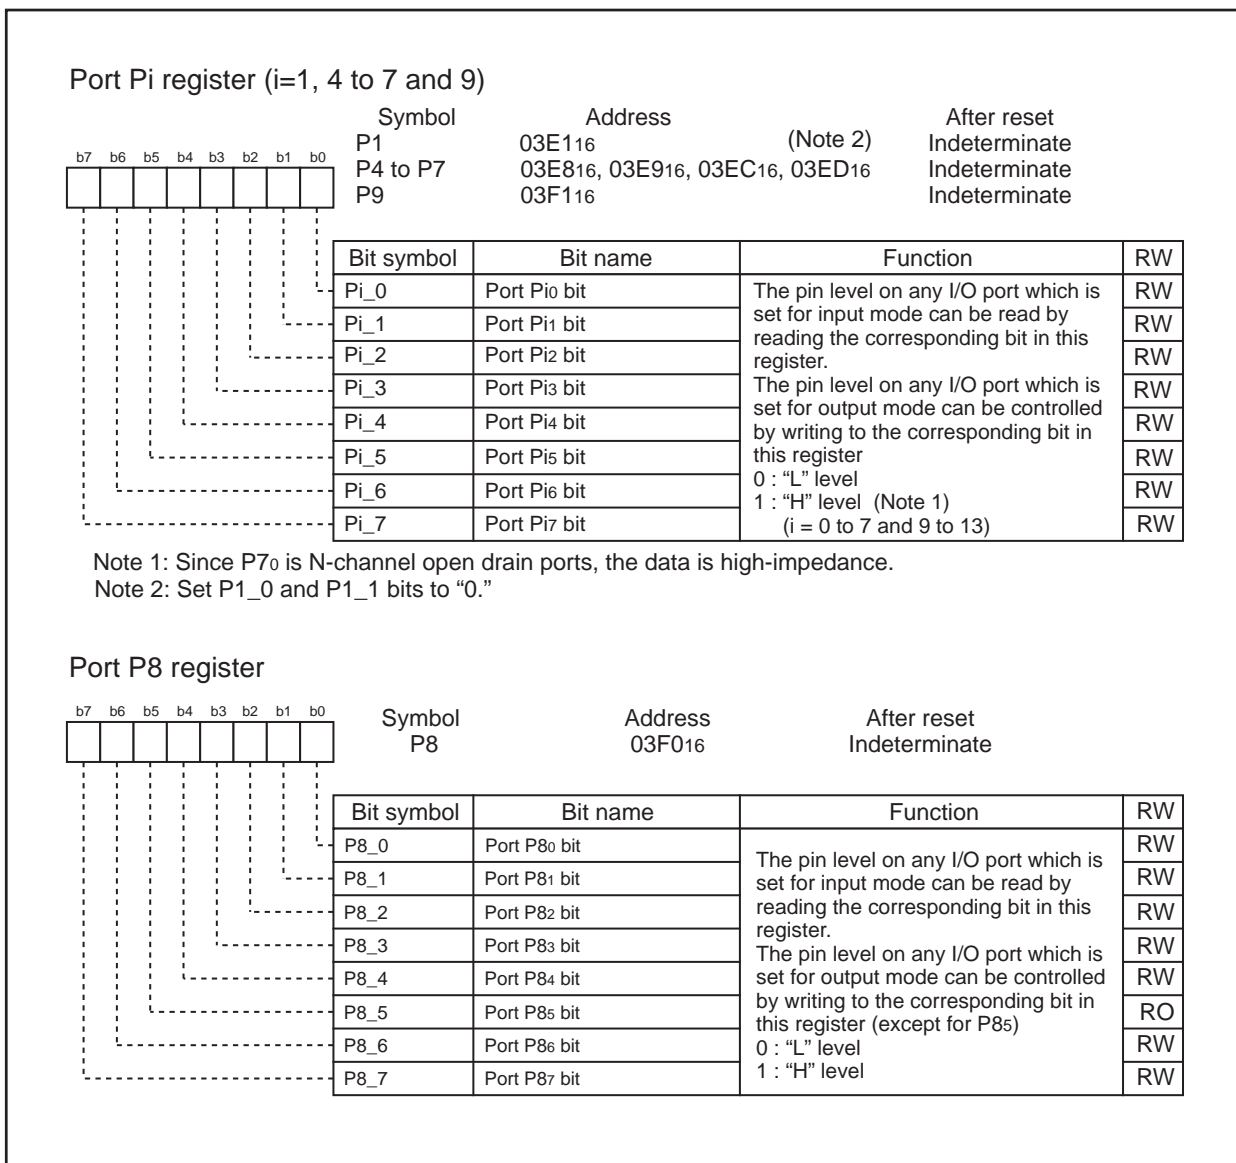 Port Pi register (i=1, 4 to 7 and 9)
Symbol Address After reset
P1 03E116 (Note 2) Indeterminate
P4 to P7 03E816, 03E916, 03EC16, 03ED16 Indeterminate
P9 03F116 Indeterminate
b7 b6 b5 b4 b3 b2 b1 b0
Bit symbol Bit name Function RW
Pi_0 Port Pi0 bit RW
Pi_1 Port Pi1 bit RW
Pi_2 Port Pi2 bit RW
Pi_3 Port Pi3 bit RW
Pi_4 Port Pi4 bit RW
Pi_5 Port Pi5 bit RW
Pi_6 Port Pi6 bit RW
Pi_7 Port Pi7 bit RW
The pin level on any I/O port which is
set for input mode can be read by
reading the corresponding bit in this
register.
The pin level on any I/O port which is
set for output mode can be controlled
by writing to the corresponding bit in
this register
0 : “L” level
1 : “H” level (Note 1)
(i = 0 to 7 and 9 to 13)
Note 1: Since P70 is N-channel open drain ports, the data is high-impedance.
Note 2: Set P1_0 and P1_1 bits to “0.”
Port P8 register
b7 b6 b5 b4 b3 b2 b1 b0
Symbol Address After reset
P8 03F016 Indeterminate
Bit symbol Bit name Function RW
P8_0 Port P80 bit RW
P8_1 Port P81 bit RW
P8_2 Port P82 bit RW
P8_3 Port P83 bit RW
P8_4 Port P84 bit RW
P8_5 Port P85 bit RO
P8_6 Port P86 bit RW
P8_7 Port P87 bit RW
The pin level on any I/O port which is
set for input mode can be read by
reading the corresponding bit in this
register.
The pin level on any I/O port which is
set for output mode can be controlled
by writing to the corresponding bit in
this register (except for P85)
0 : “L” level
1 : “H” level